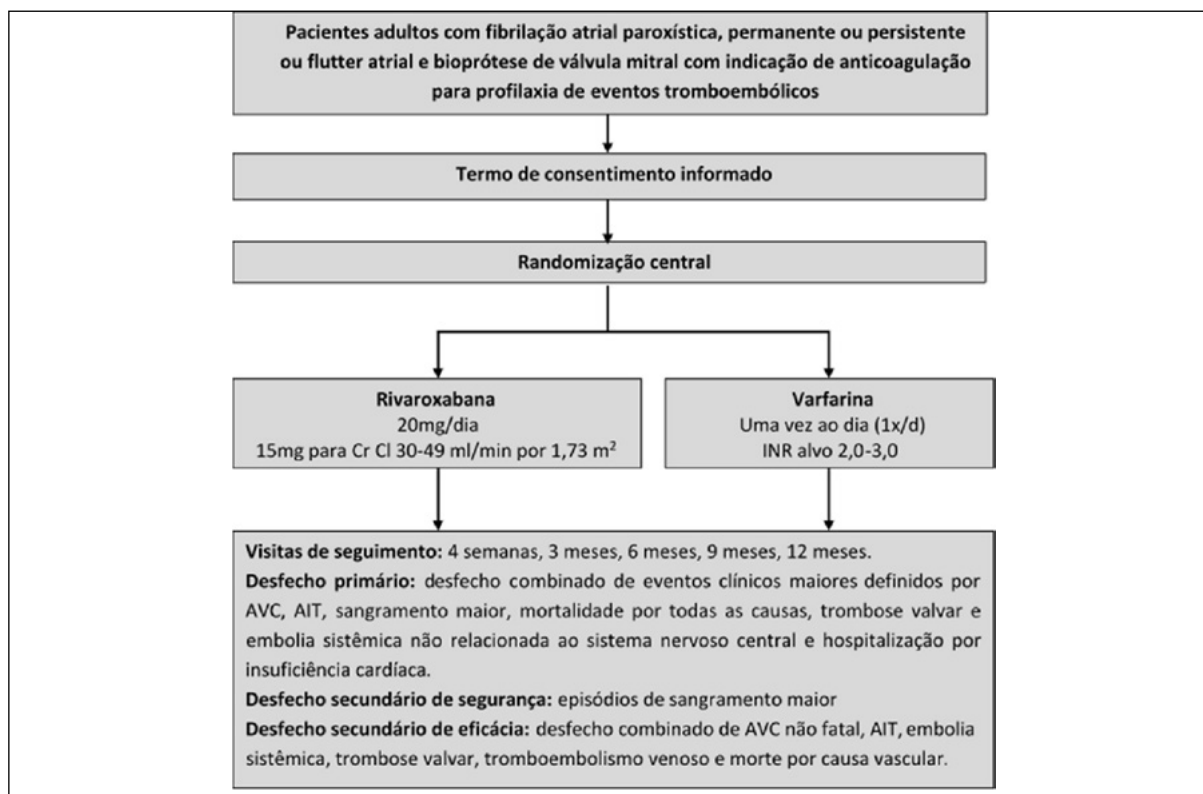 Pacientes adultos com fibrilação atrial paroxística, permanente ou persistente
ou flutter atrial e bioprótese de válvula mitral com indicação de anticoagulação
para profilaxia de eventos tromboembólicos
Termo de consentimento informado
Randomização central
Rivaroxabana
20mg/dia
15mg para Cr Cl 30-49 ml/min por 1,73 m²
Varfarina
Uma vez ao dia (1x/d)
INR alvo 2,0-3,0
Visitas de seguimento: 4 semanas, 3 meses, 6 meses, 9 meses, 12 meses.
Desfecho primário: desfecho combinado de eventos clínicos maiores definidos por
AVC, AIT, sangramento maior, mortalidade por todas as causas, trombose valvar e
embolia sistêmica não relacionada ao sistema nervoso central e hospitalização por
insuficiência cardíaca.
Desfecho secundário de segurança: episódios de sangramento maior
Desfecho secundário de eficácia: desfecho combinado de AVC não fatal, AIT, embolia
sistêmica, trombose valvar, tromboembolismo venoso e morte por causa vascular.